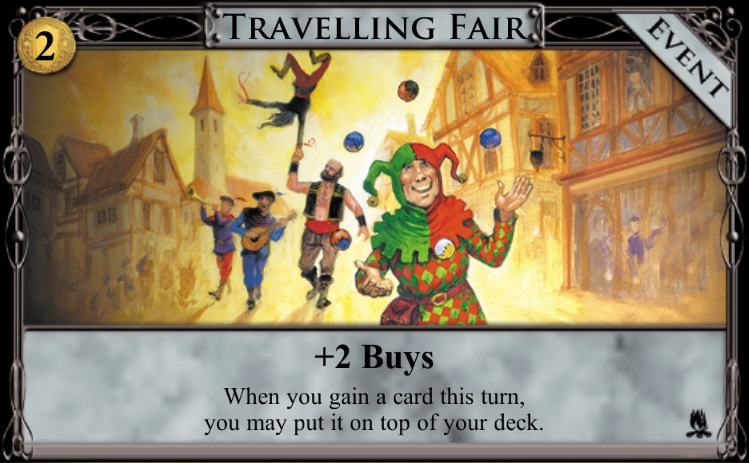 2
TRAVELLING FAIR
EVENT
+2 Buys
When you gain a card this turn,
you may put it on top of your deck.